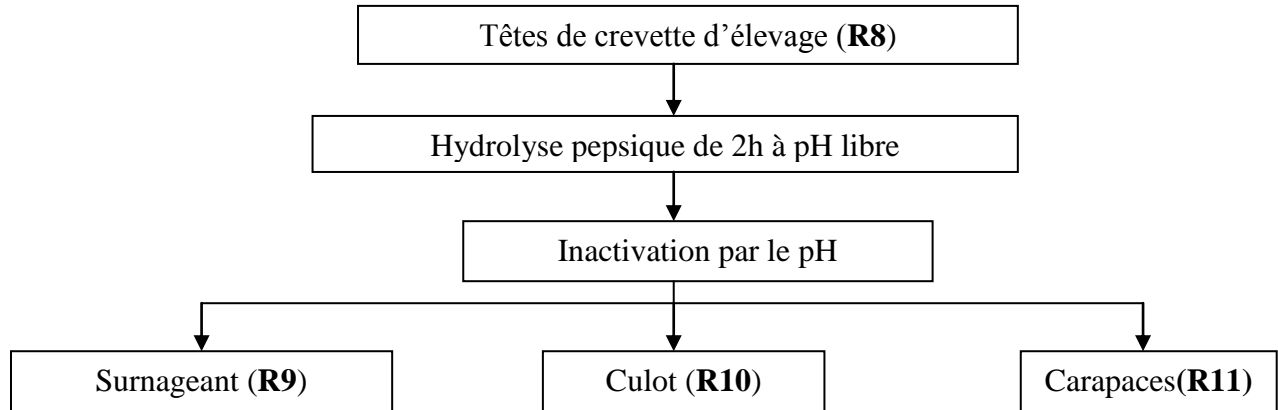 Têtes de crevette d’élevage (R8)
Hydrolyse pepsique de 2h à pH libre
Inactivation par le pH
Surnageant (R9)
Culot (R10)
Carapaces(R11)